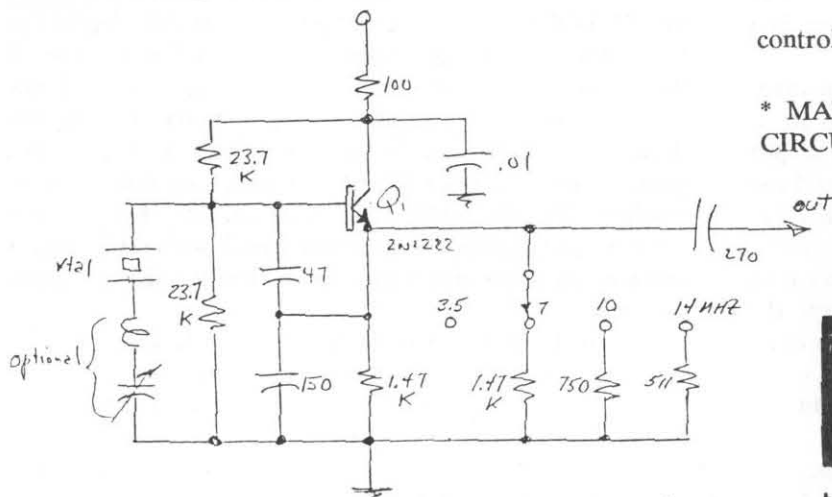 control
* MA
CIRCU
100
23.7
K
.01
Q1
out
2N2222
270
xtal
47
23.7
K
3.5
7
10
14 MHZ
optional
150
1.47
K
1.47
K
750
511